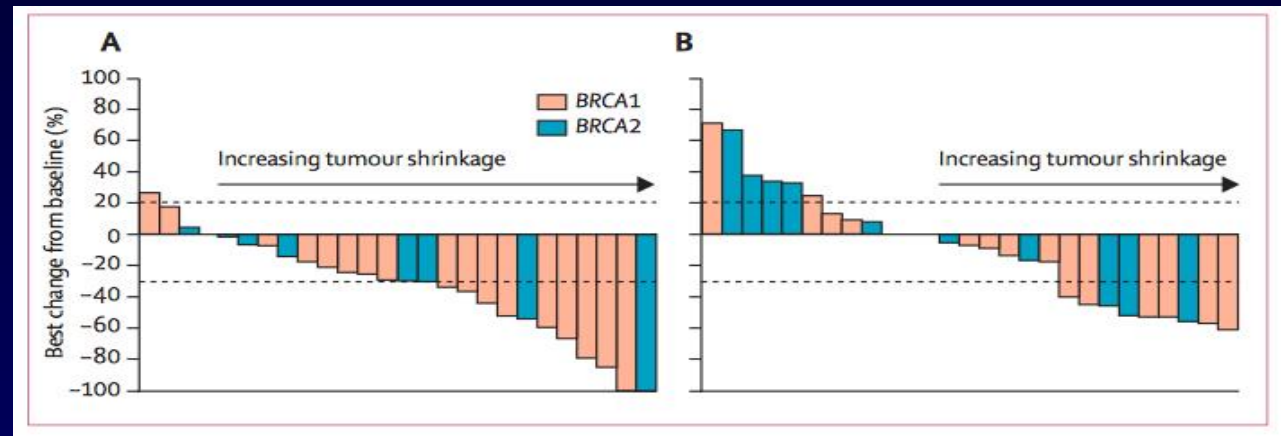 A
B
Best change from baseline (%)
100
80
60
40
20
0
−20
−40
−60
−80
−100
BRCA1
BRCA2
Increasing tumour shrinkage
Increasing tumour shrinkage